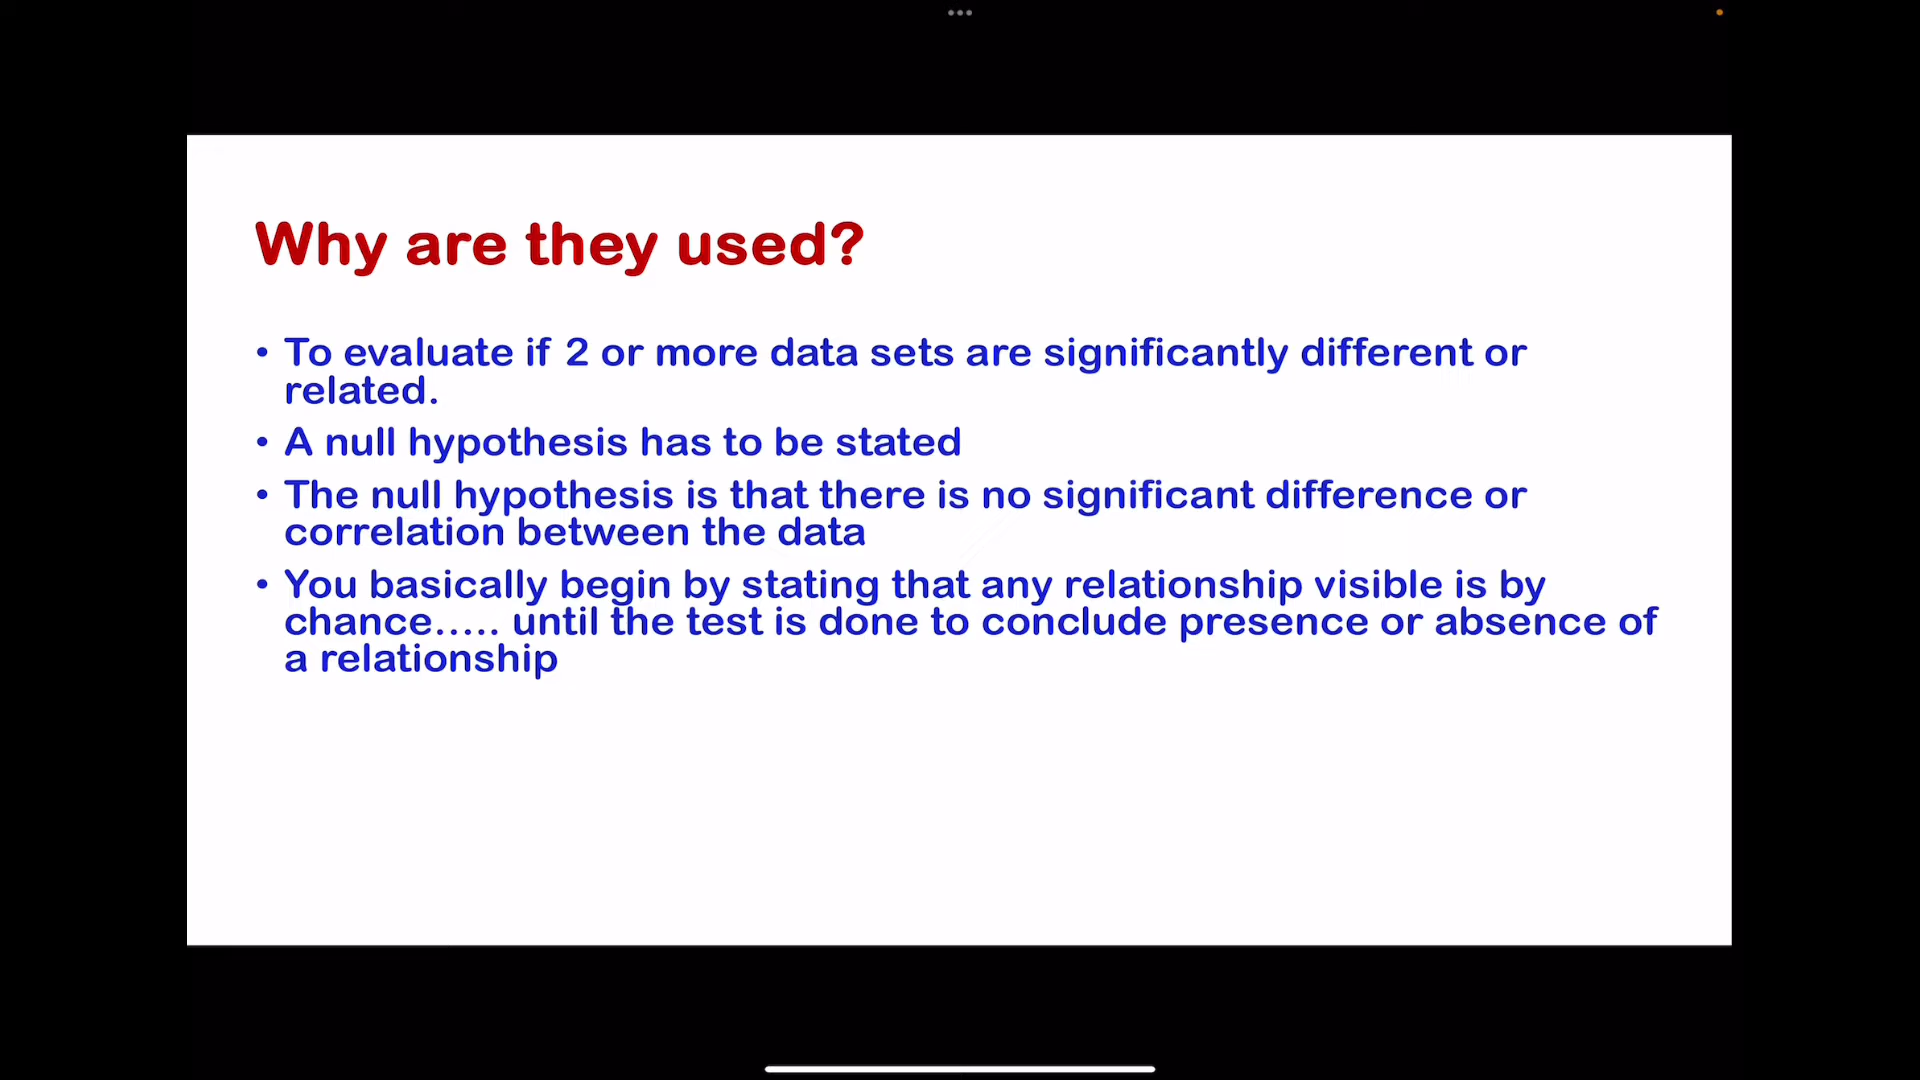 Why are they used?
• To evaluate if 2 or more data sets are significantly different or
related.
• A null hypothesis has to be stated
• The null hypothesis is that there is no significant difference or
correlation between the data
• You basically begin by stating that any relationship visible is by
chance..... until the test is done to conclude presence or absence of
a relationship